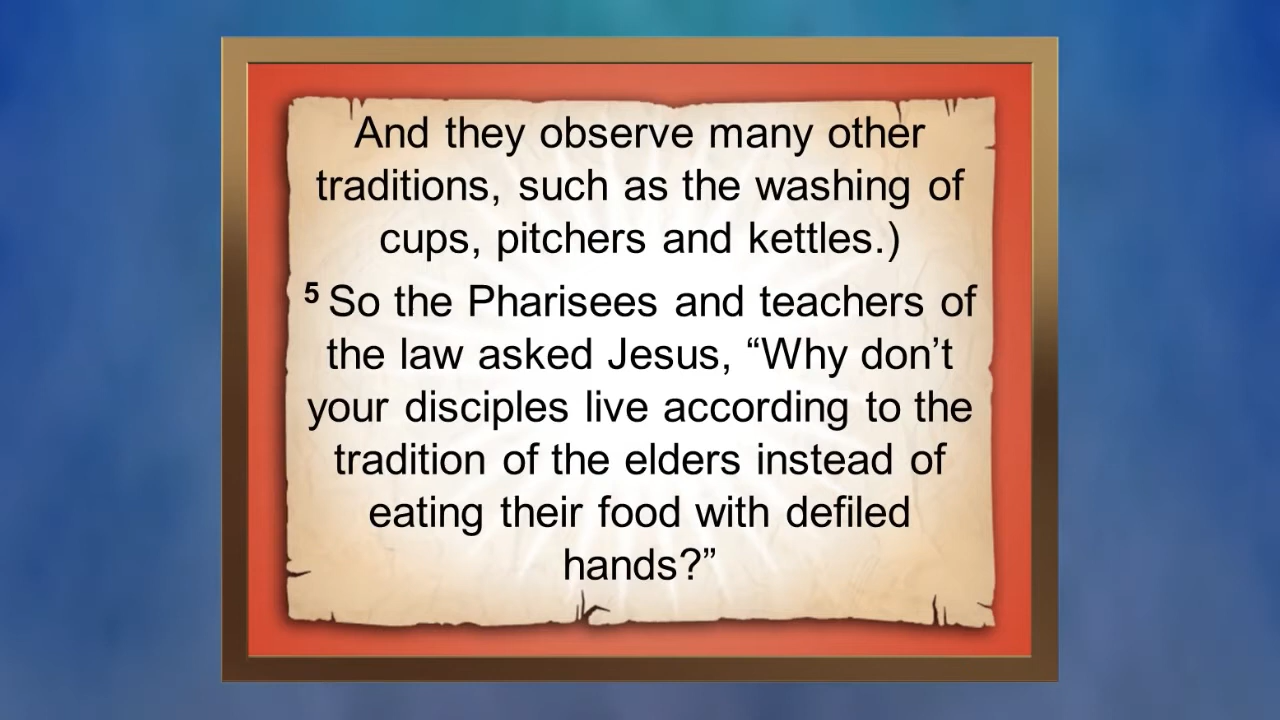 And they observe many other
traditions, such as the washing of
cups, pitchers and kettles.)
5 So the Pharisees and teachers of
the law asked Jesus, “Why don’t
your disciples live according to the
tradition of the elders instead of
eating their food with defiled
hands?”